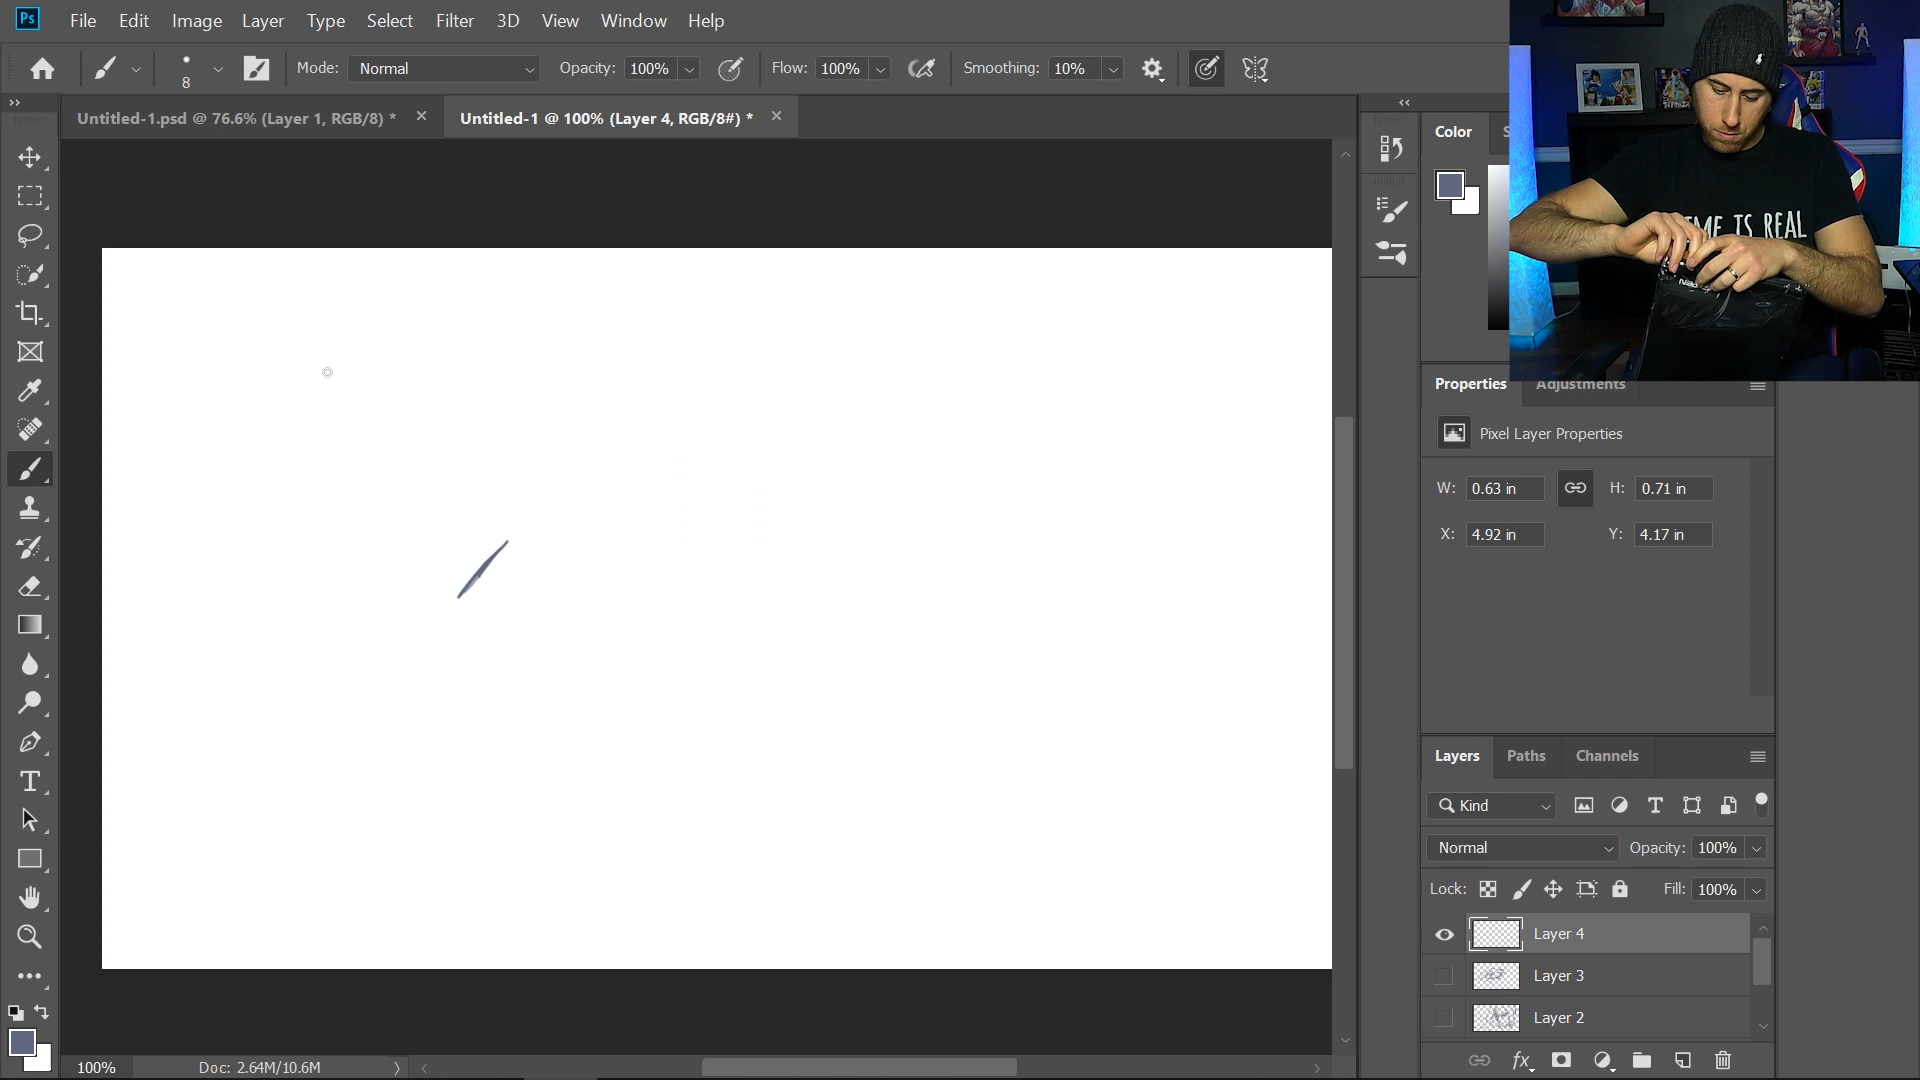 Ps File Edit Image Layer Type Select Filter 3D View Window Help
8 Mode: Normal Opacity: 100% Flow: 100% Smoothing: 10%
Untitled-1.psd @ 76.6% (Layer 1, RGB/8) * Untitled-1 @ 100% (Layer 4, RGB/8#) *
Color
IS REAL
Properties Adjustments
Pixel Layer Properties
W: 0.63 in H: 0.71 in
X: 4.92 in Y: 4.17 in
Layers Paths Channels
Kind
Normal Opacity: 100%
Lock: Fill: 100%
Layer 4
Layer 3
Layer 2
fx
100% Doc: 2.64M/10.6M